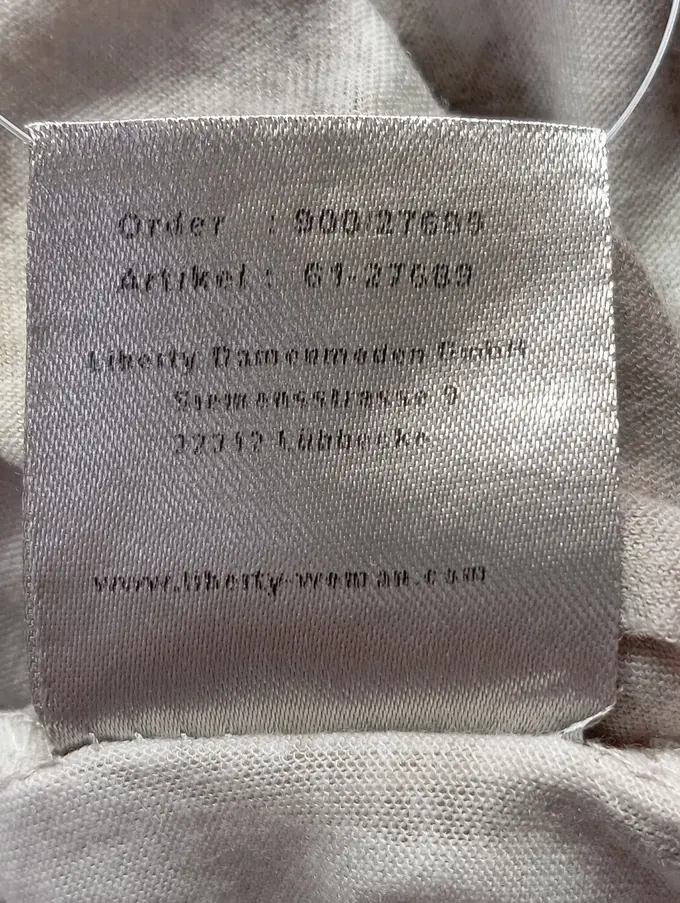 Order : 900/27689
Artikel : 61-27689
Liberty Damenmoden GmbH
Siemensstrasse 9
32312 Lübbecke
www.liberty-woman.com